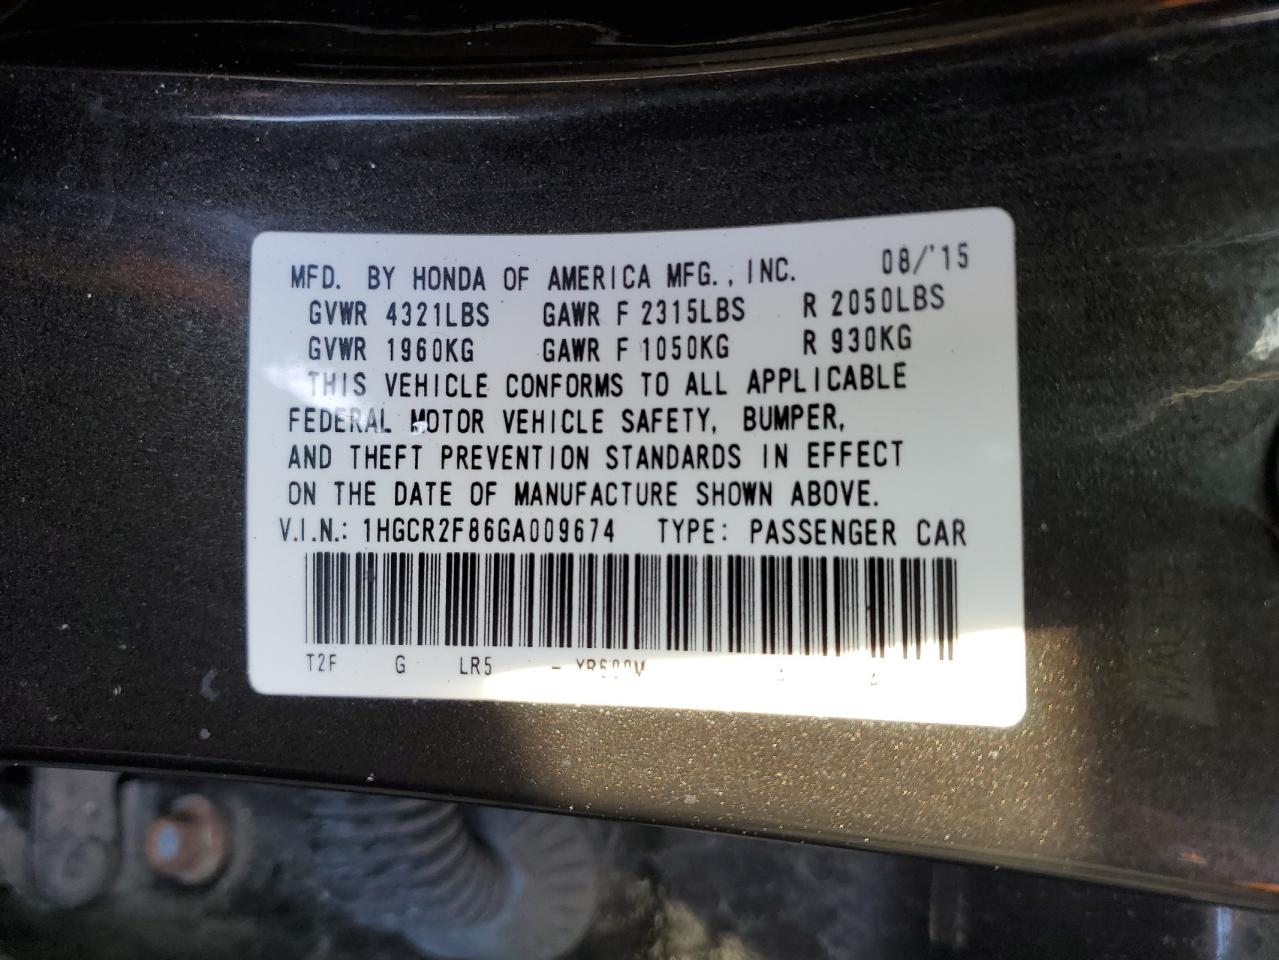 MFD. BY HONDA OF AMERICA MFG., INC. 08/'15
GVWR 4321LBS GAWR F 2315LBS R 2050LBS
GVWR 1960KG GAWR F 1050KG R 930KG
THIS VEHICLE CONFORMS TO ALL APPLICABLE
FEDERAL MOTOR VEHICLE SAFETY, BUMPER,
AND THEFT PREVENTION STANDARDS IN EFFECT
ON THE DATE OF MANUFACTURE SHOWN ABOVE.
V.I.N.: 1HGCR2F86GA009674 TYPE: PASSENGER CAR
T2F G LR5 -